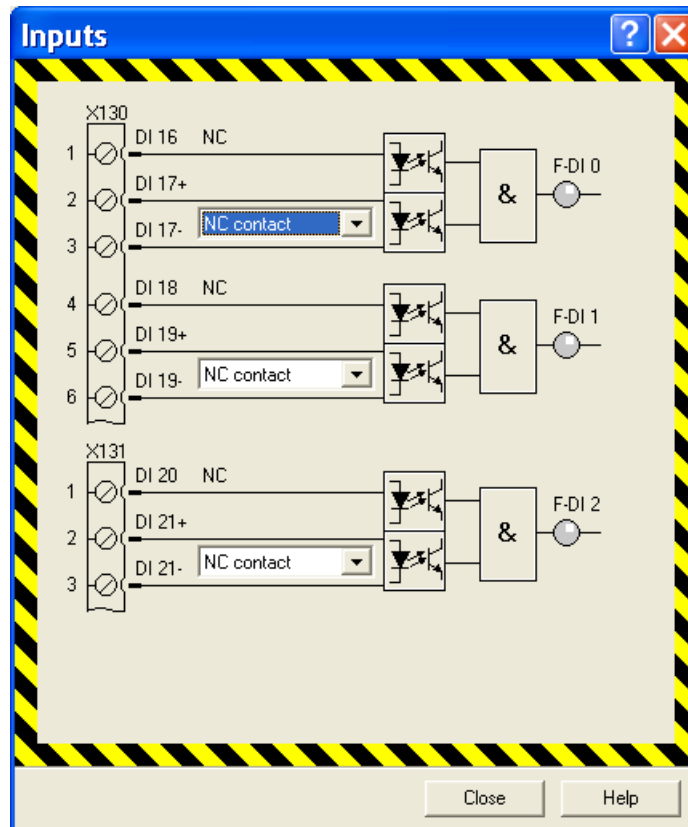 Inputs
X130
DI 16 NC
1
DI 17+
2
F-DI 0
&
DI 17-
NC contact
3
DI 18 NC
4
DI 19+
5
F-DI 1
&
DI 19-
NC contact
6
X131
DI 20 NC
1
DI 21+
2
F-DI 2
&
DI 21-
NC contact
3
Close
Help